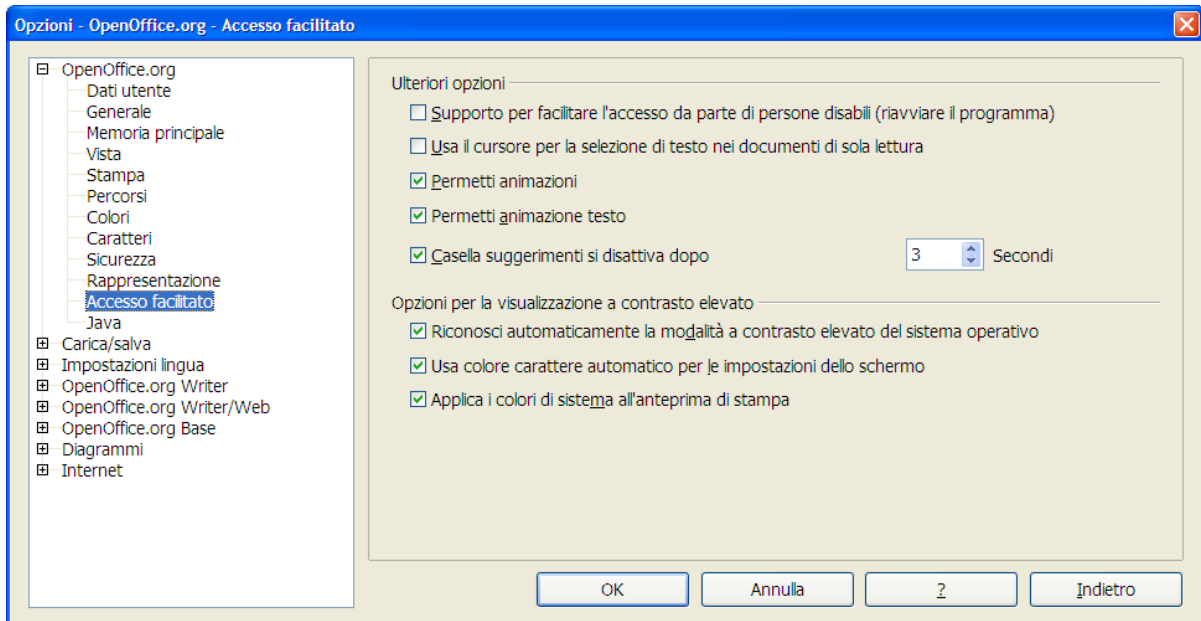 Opzioni - OpenOffice.org - Accesso facilitato
OpenOffice.org
Dati utente
Generale
Memoria principale
Vista
Stampa
Percorsi
Colori
Caratteri
Sicurezza
Rappresentazione
Accesso facilitato
Java
Carica/salva
Impostazioni lingua
OpenOffice.org Writer
OpenOffice.org Writer/Web
OpenOffice.org Base
Diagrammi
Internet
Ulteriori opzioni
Supporto per facilitare l'accesso da parte di persone disabili (riavviare il programma)
Usa il cursore per la selezione di testo nei documenti di sola lettura
Permetti animazioni
Permetti animazione testo
Casella suggerimenti si disattiva dopo 3 Secondi
Opzioni per la visualizzazione a contrasto elevato
Riconosci automaticamente la modalità a contrasto elevato del sistema operativo
Usa colore carattere automatico per le impostazioni dello schermo
Applica i colori di sistema all'anteprima di stampa
OK Annulla ? Indietro